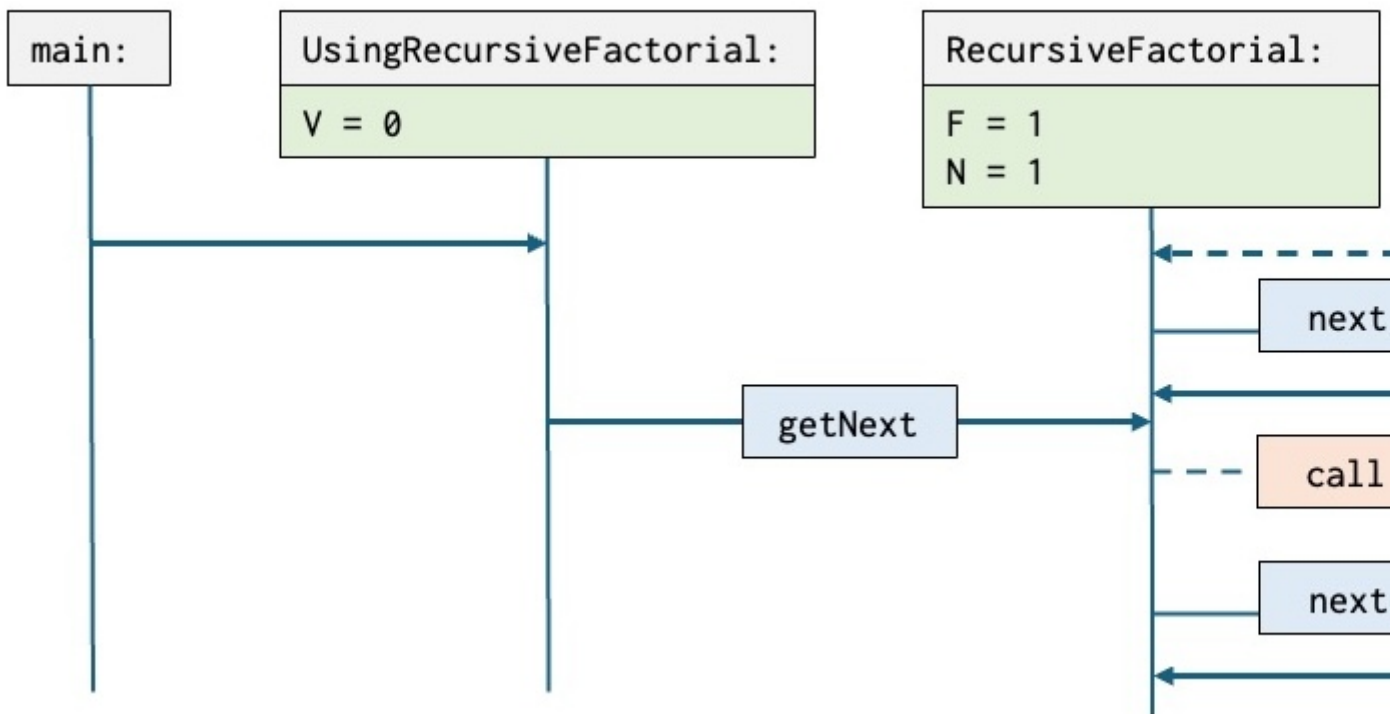 main:
UsingRecursiveFactorial:
V = 0
RecursiveFactorial:
F = 1
N = 1
next
getNext
call
next